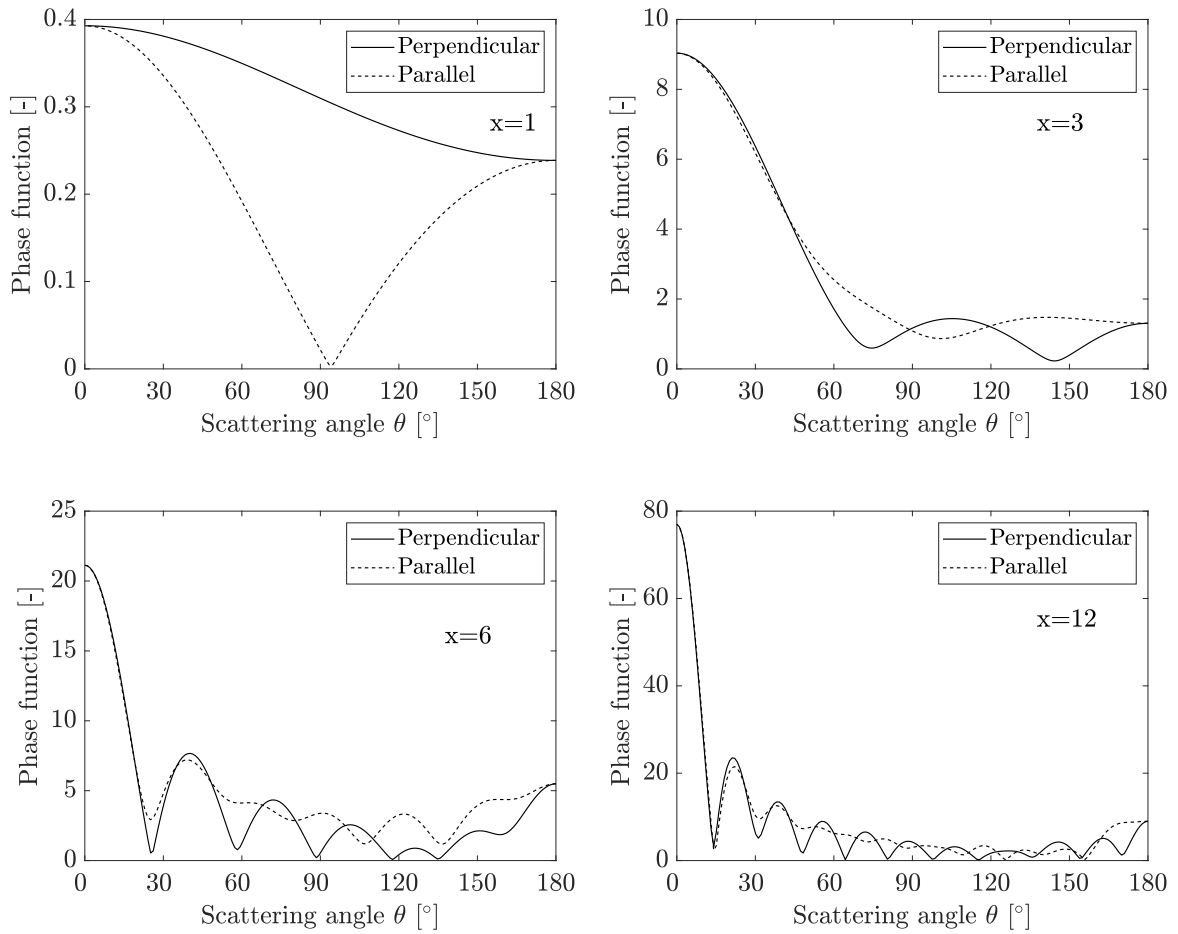 0.4
0.3
0.2
0.1
0
Phase function [-]
Perpendicular
Parallel
x=1
0 30 60 90 120 150 180
Scattering angle θ [°]
10
8
6
4
2
0
Phase function [-]
Perpendicular
Parallel
x=3
0 30 60 90 120 150 180
Scattering angle θ [°]
25
20
15
10
5
0
Phase function [-]
Perpendicular
Parallel
x=6
0 30 60 90 120 150 180
Scattering angle θ [°]
80
60
40
20
0
Phase function [-]
Perpendicular
Parallel
x=12
0 30 60 90 120 150 180
Scattering angle θ [°]